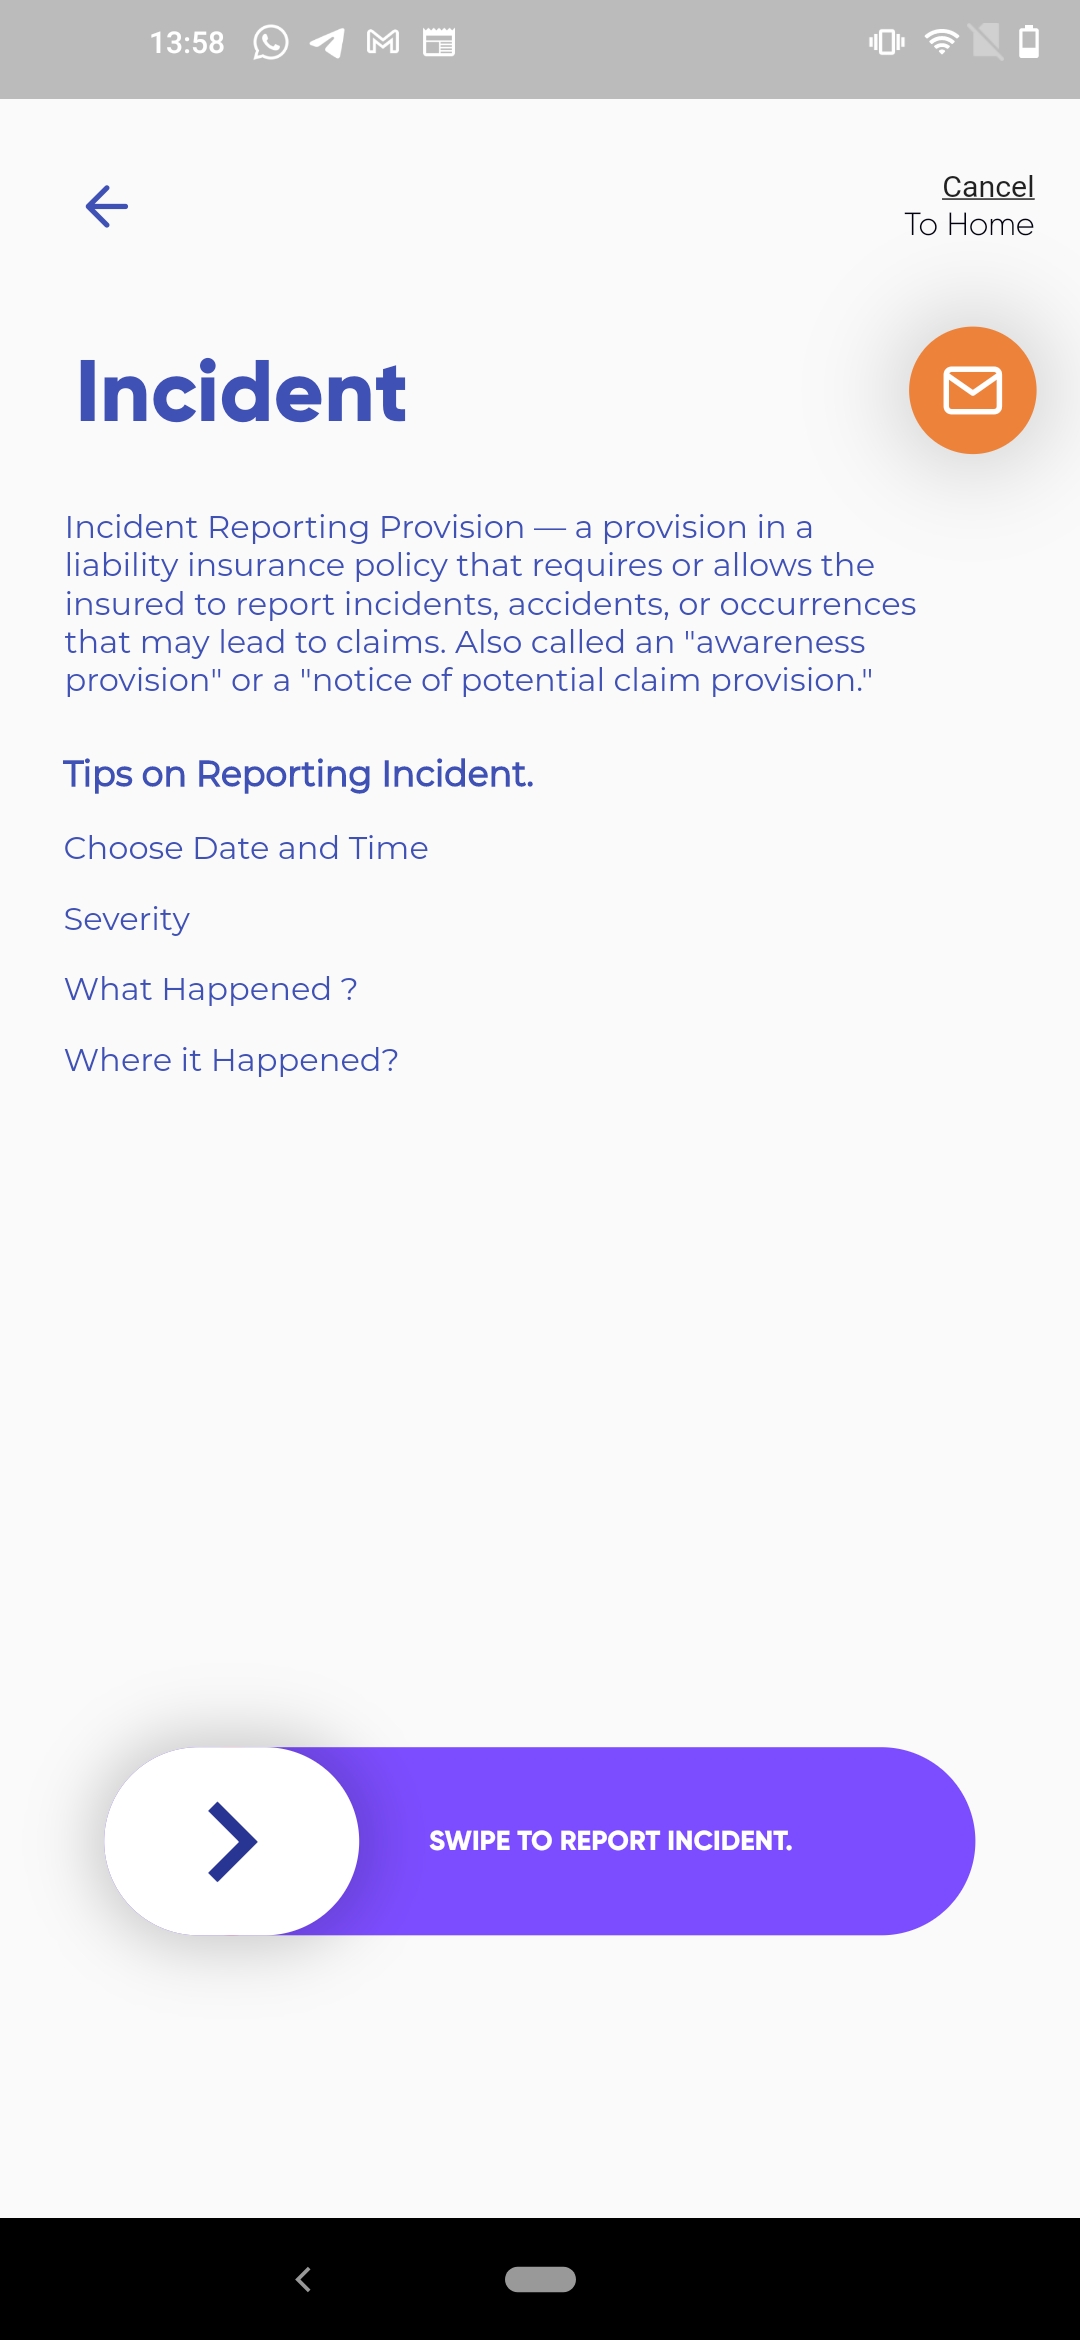 13:58
Cancel
To Home
Incident
Incident Reporting Provision — a provision in a
liability insurance policy that requires or allows the
insured to report incidents, accidents, or occurrences
that may lead to claims. Also called an "awareness
provision" or a "notice of potential claim provision."
Tips on Reporting Incident.
Choose Date and Time
Severity
What Happened ?
Where it Happened?
SWIPE TO REPORT INCIDENT.